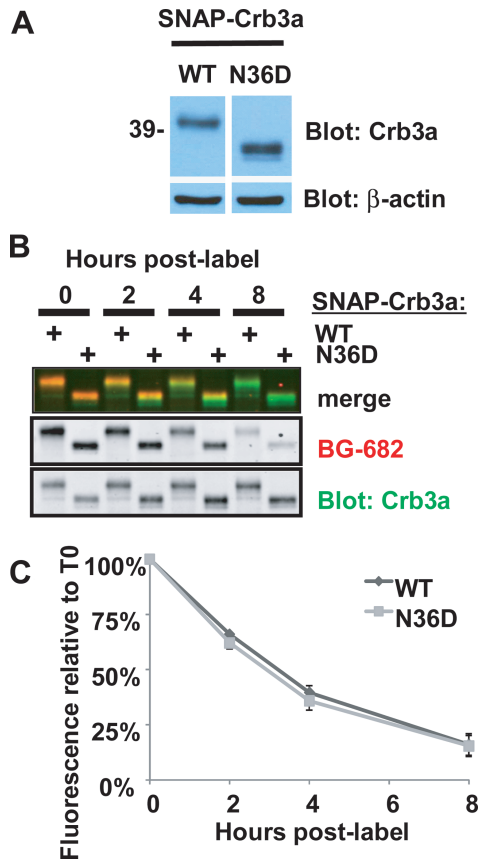 A
SNAP-Crb3a
WT N36D
39-
Blot: Crb3a
Blot: β-actin
B
Hours post-label
0 2 4 8
SNAP-Crb3a:
+ + + + WT
+ + + + N36D
merge
BG-682
Blot: Crb3a
C
Fluorescence relative to T0
100%
75%
50%
25%
0%
WT
N36D
0 2 4 6 8
Hours post-label